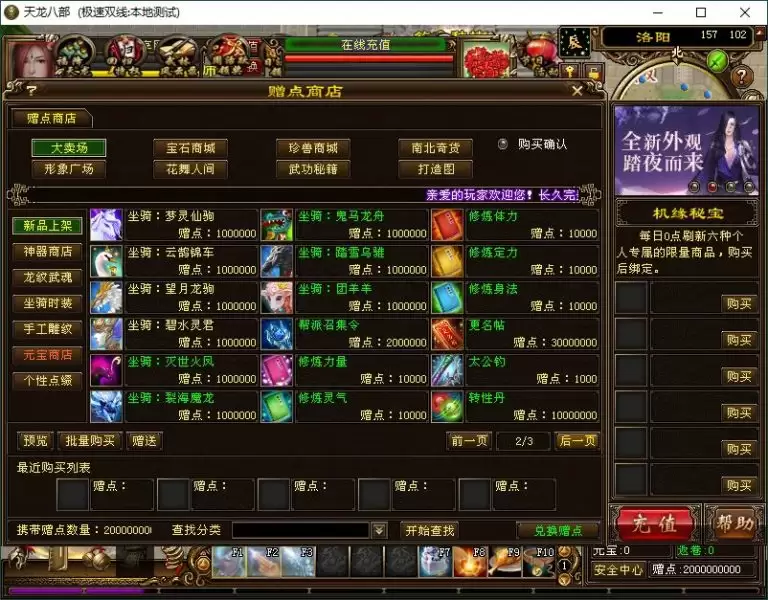 天龙八部 (极速双线:本地测试)
在线充值
辰
洛阳 157 102
北
赠点商店
赠点商店
大卖场 宝石商城 珍兽商城 南北奇货 购买确认
形象广场 花舞人间 武功秘籍 打造图
亲爱的玩家欢迎您! 长久完
新品上架
神器商店
龙纹武魂
坐骑时装
手工雕纹
元宝商店
个性点缀
坐骑：梦灵仙驹 坐骑：鬼马龙舟 修炼体力
赠点：1000000 赠点：1000000 赠点：10000
坐骑：云鹊锦车 坐骑：踏雪乌骓 修炼定力
赠点：1000000 赠点：1000000 赠点：10000
坐骑：望月龙驹 坐骑：团羊羊 修炼身法
赠点：1000000 赠点：1000000 赠点：10000
坐骑：碧水灵君 帮派召集令 更名帖
赠点：1000000 赠点：2000000 赠点：30000000
坐骑：灭世火凤 修炼力量 太公钓
赠点：1000000 赠点：10000 赠点：1000
坐骑：裂海魔龙 修炼灵气 转性丹
赠点：1000000 赠点：10000 赠点：10000000
预览 批量购买 赠送 前一页 2/3 后一页
最近购买列表
赠点： 赠点： 赠点： 赠点： 赠点：
携带赠点数量：20000000 查找分类 开始查找 兑换赠点
全新外观
踏夜而来
机缘秘宝
每日0点刷新六种个
人专属的限量商品，购买
后绑定。
购买
购买
购买
购买
购买
购买
充值 帮助
元宝:0
安全中心 赠点:2000000000
F1 F2 F3 F7 F8 F9 F10
1